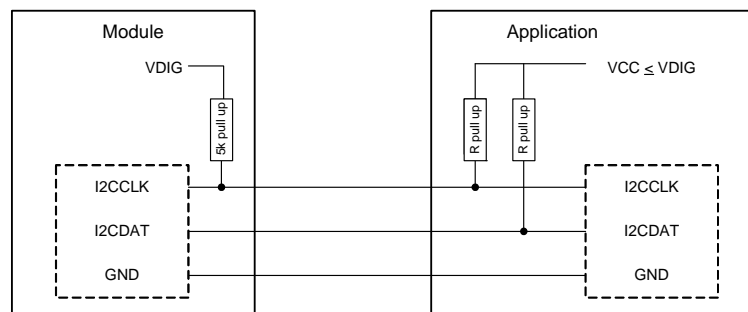 Module
Application
VDIG
VCC ≤ VDIG
5k pull up
R pull up
R pull up
I2CCLK
I2CCLK
I2CDAT
I2CDAT
GND
GND